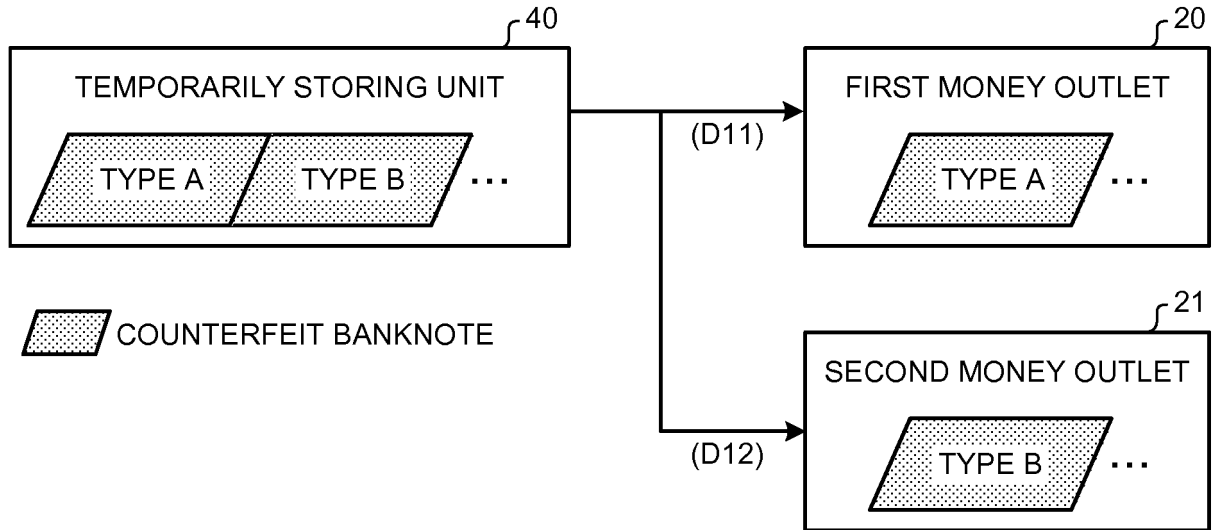 40
TEMPORARILY STORING UNIT
TYPE A TYPE B ...
COUNTERFEIT BANKNOTE
(D11)
(D12)
20
FIRST MONEY OUTLET
TYPE A ...
21
SECOND MONEY OUTLET
TYPE B ...